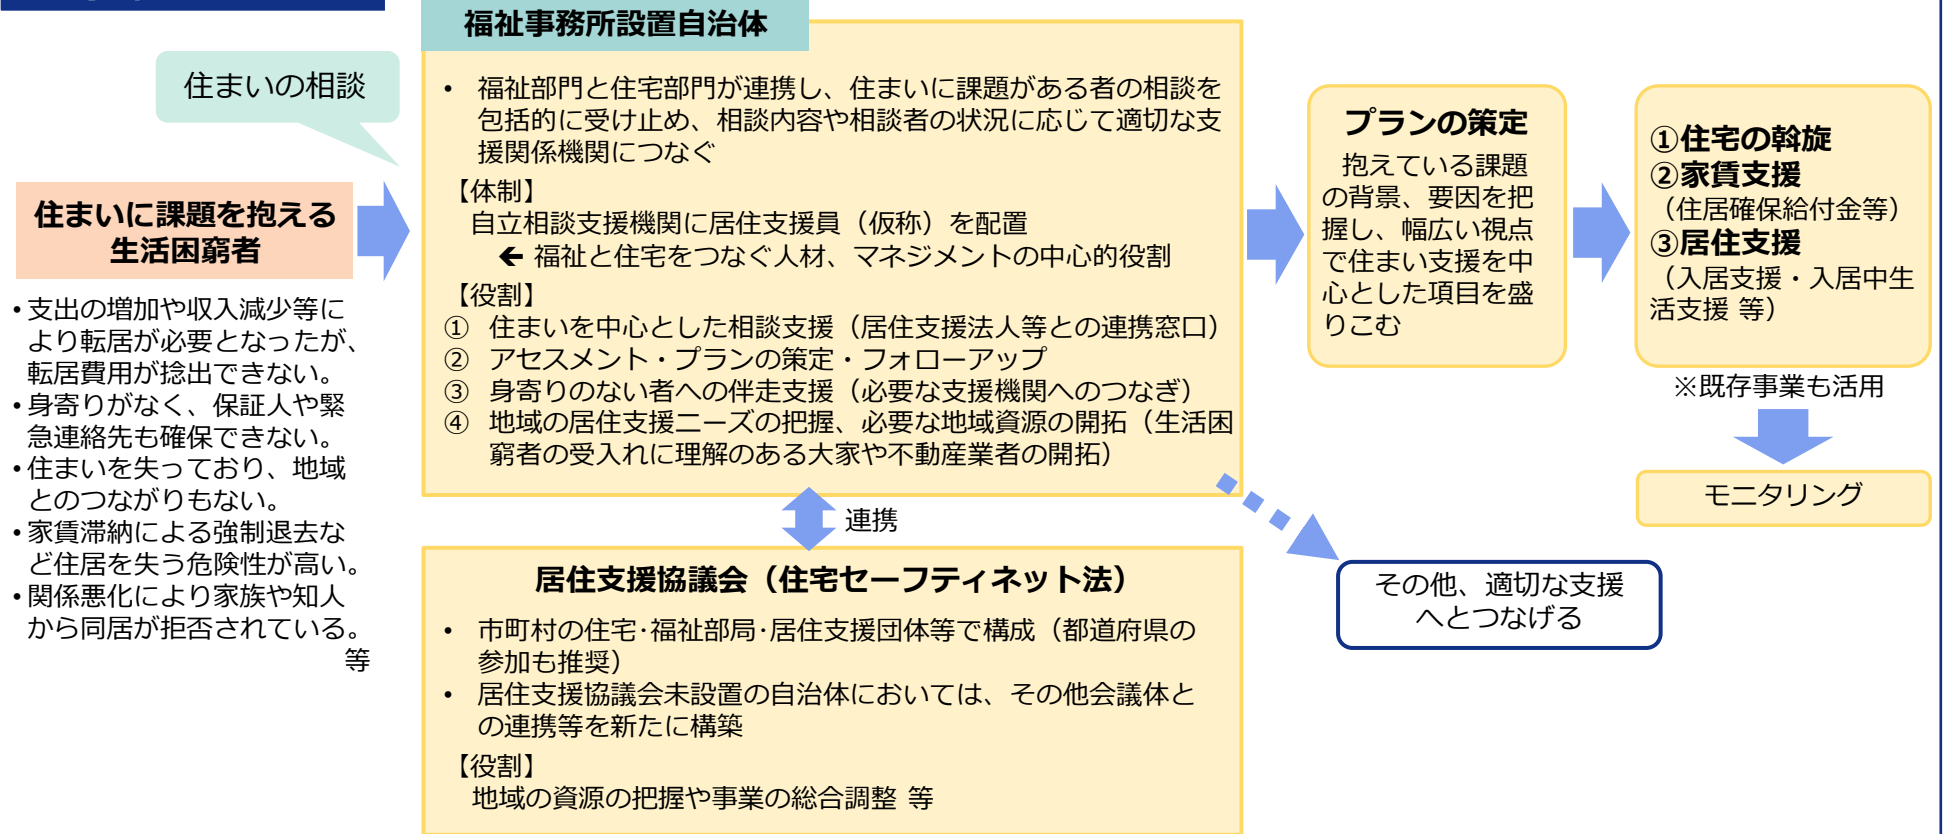 住まいの相談
住まいに課題を抱える
生活困窮者
•支出の増加や収入減少等に
より転居が必要となったが、
転居費用が捻出できない。
•身寄りがなく、保証人や緊
急連絡先も確保できない。
•住まいを失っており、地域
とのつながりもない。
•家賃滞納による強制退去な
ど住居を失う危険性が高い。
•関係悪化により家族や知人
から同居が拒否されている。
等
福祉事務所設置自治体
• 福祉部門と住宅部門が連携し、住まいに課題がある者の相談を
包括的に受け止め、相談内容や相談者の状況に応じて適切な支
援関係機関につなぐ
【体制】
自立相談支援機関に居住支援員（仮称）を配置
← 福祉と住宅をつなぐ人材、マネジメントの中心的役割
【役割】
① 住まいを中心とした相談支援（居住支援法人等との連携窓口）
② アセスメント・プランの策定・フォローアップ
③ 身寄りのない者への伴走支援（必要な支援機関へのつなぎ）
④ 地域の居住支援ニーズの把握、必要な地域資源の開拓（生活困
窮者の受入れに理解のある大家や不動産業者の開拓）
連携
居住支援協議会（住宅セーフティネット法）
• 市町村の住宅･福祉部局･居住支援団体等で構成（都道府県の
参加も推奨）
• 居住支援協議会未設置の自治体においては、その他会議体と
の連携等を新たに構築
【役割】
地域の資源の把握や事業の総合調整 等
プランの策定
抱えている課題
の背景、要因を把
握し、幅広い視点
で住まい支援を中
心とした項目を盛
りこむ
①住宅の斡旋
②家賃支援
（住居確保給付金等）
③居住支援
（入居支援・入居中生
活支援 等）
※既存事業も活用
モニタリング
その他、適切な支援
へとつなげる